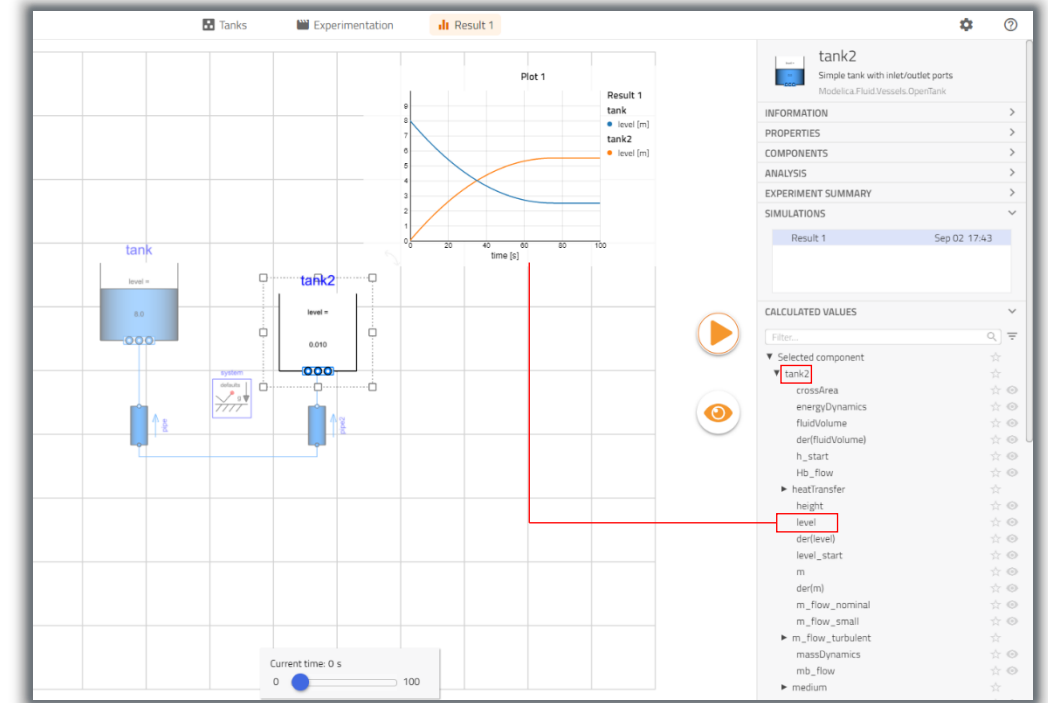 Tanks
Experimentation
Result 1
Plot 1
Result 1
tank
level [m]
tank2
level [m]
9
8
7
6
5
4
3
2
1
0
0
20
40
60
80
100
time [s]
tank
level =
8.0
tank2
level =
0.010
system
defaults
g
pipe
pipe2
Current time: 0 s
0
100
tank2
Simple tank with inlet/outlet ports
Modelica.Fluid.Vessels.OpenTank
INFORMATION
PROPERTIES
COMPONENTS
ANALYSIS
EXPERIMENT SUMMARY
SIMULATIONS
Result 1 Sep 02 17:43
CALCULATED VALUES
Filter...
Selected component
tank2
crossArea
energyDynamics
fluidVolume
der(fluidVolume)
h_start
Hb_flow
heatTransfer
height
level
der(level)
level_start
m
der(m)
m_flow_nominal
m_flow_small
m_flow_turbulent
massDynamics
mb_flow
medium